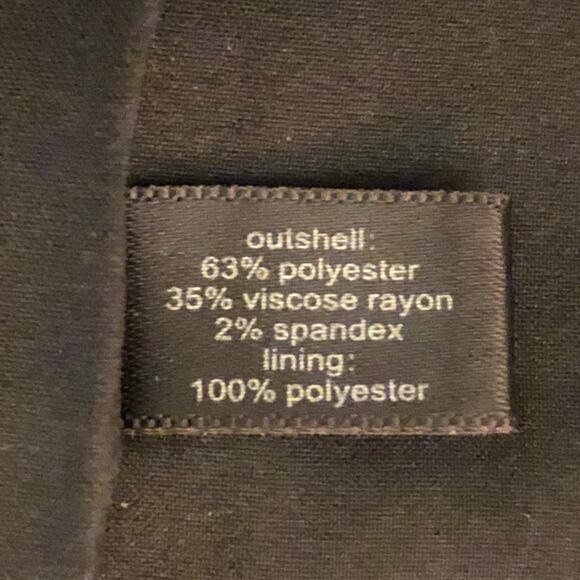 outshell:
63% polyester
35% viscose rayon
2% spandex
lining:
100% polyester